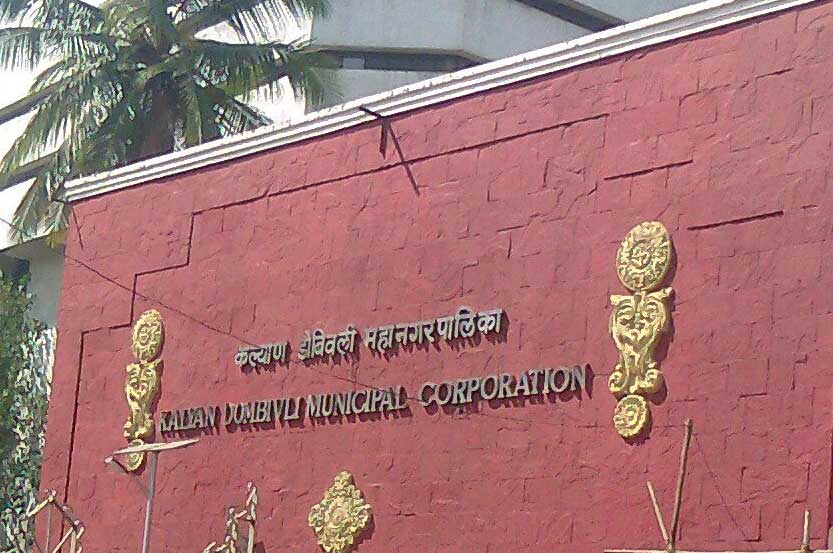 कल्याण डोंबिवली महानगरपालिका
KALYAN DOMBIVLI MUNICIPAL CORPORATION